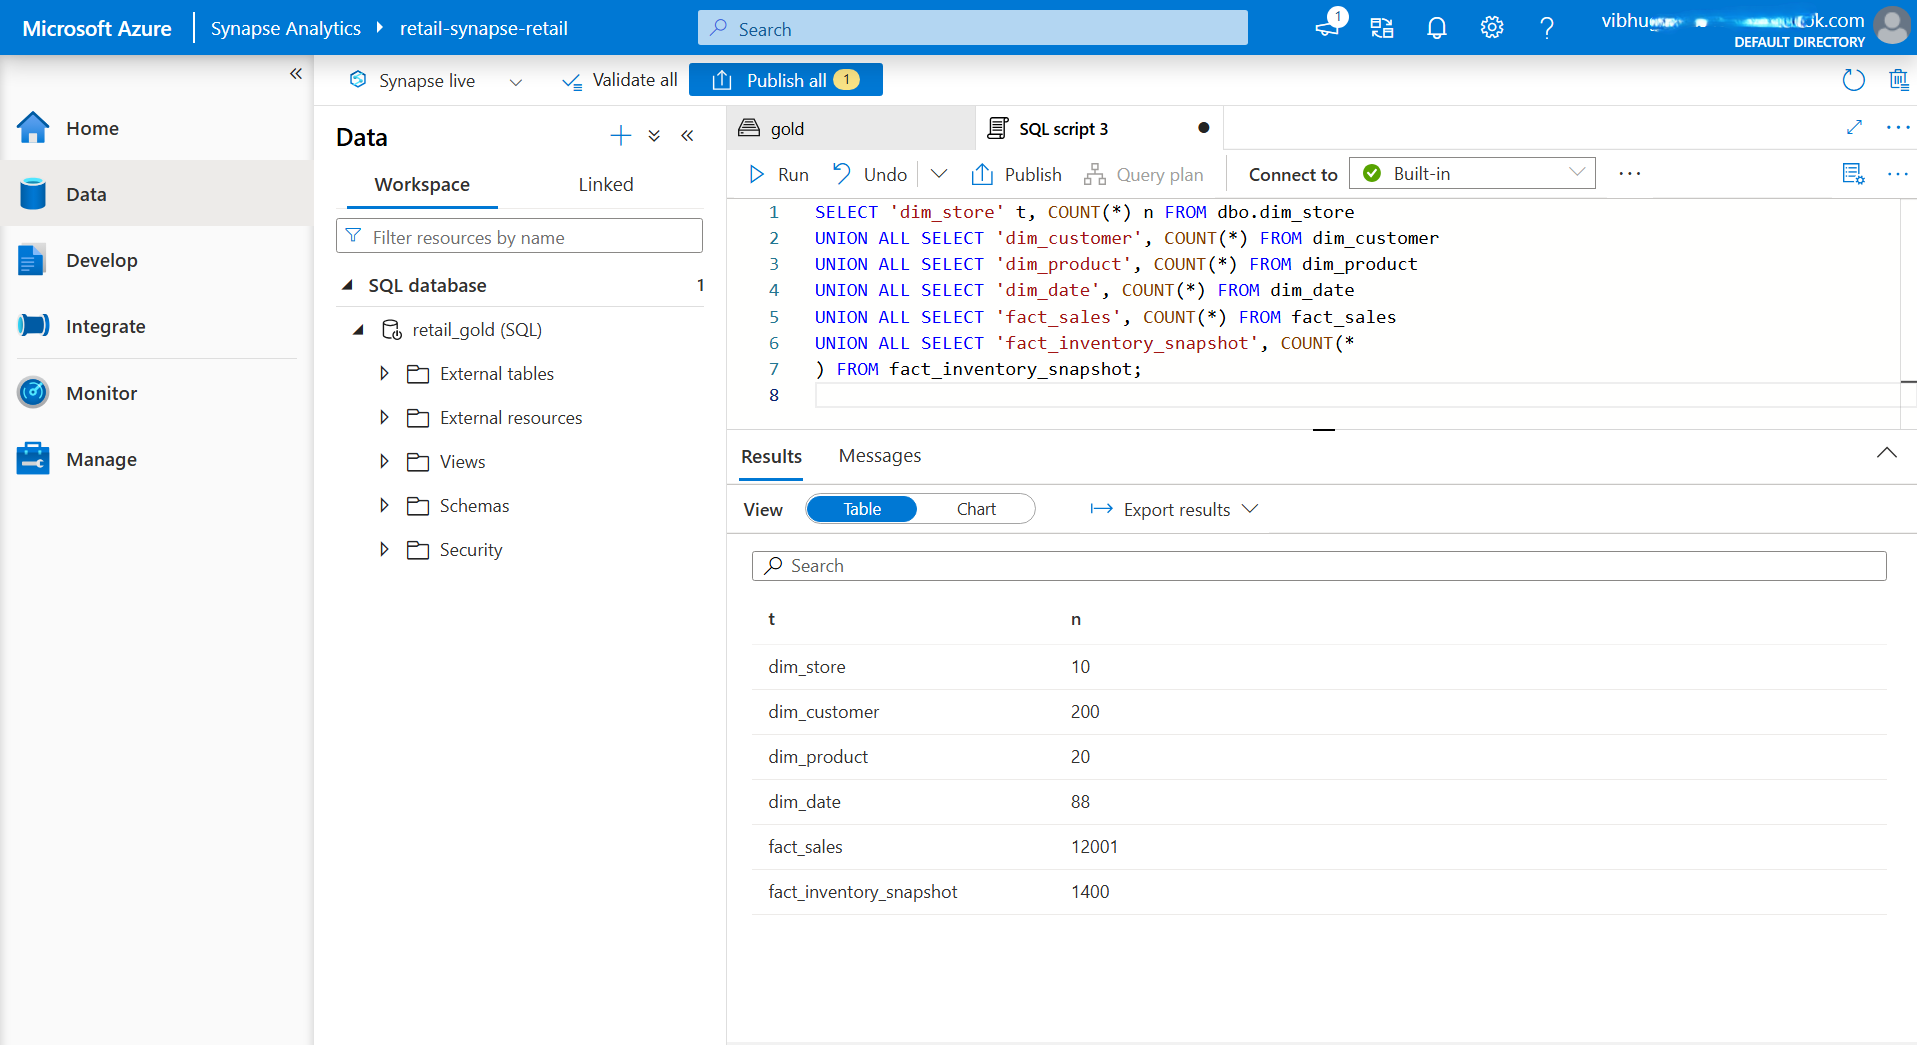 Microsoft Azure
Synapse Analytics
retail-synapse-retail
Search
1
DEFAULT DIRECTORY
Synapse live
Validate all
Publish all 1
Home
Data
Develop
Integrate
Monitor
Manage
Data
Workspace
Linked
Filter resources by name
SQL database 1
retail_gold (SQL)
External tables
External resources
Views
Schemas
Security
gold
SQL script 3
Run
Undo
Publish
Query plan
Connect to
Built-in
1 SELECT 'dim_store' t, COUNT(*) n FROM dbo.dim_store
2 UNION ALL SELECT 'dim_customer', COUNT(*) FROM dim_customer
3 UNION ALL SELECT 'dim_product', COUNT(*) FROM dim_product
4 UNION ALL SELECT 'dim_date', COUNT(*) FROM dim_date
5 UNION ALL SELECT 'fact_sales', COUNT(*) FROM fact_sales
6 UNION ALL SELECT 'fact_inventory_snapshot', COUNT(*
7 ) FROM fact_inventory_snapshot;
8
Results
Messages
View
Table
Chart
Export results
Search
t n
dim_store 10
dim_customer 200
dim_product 20
dim_date 88
fact_sales 12001
fact_inventory_snapshot 1400